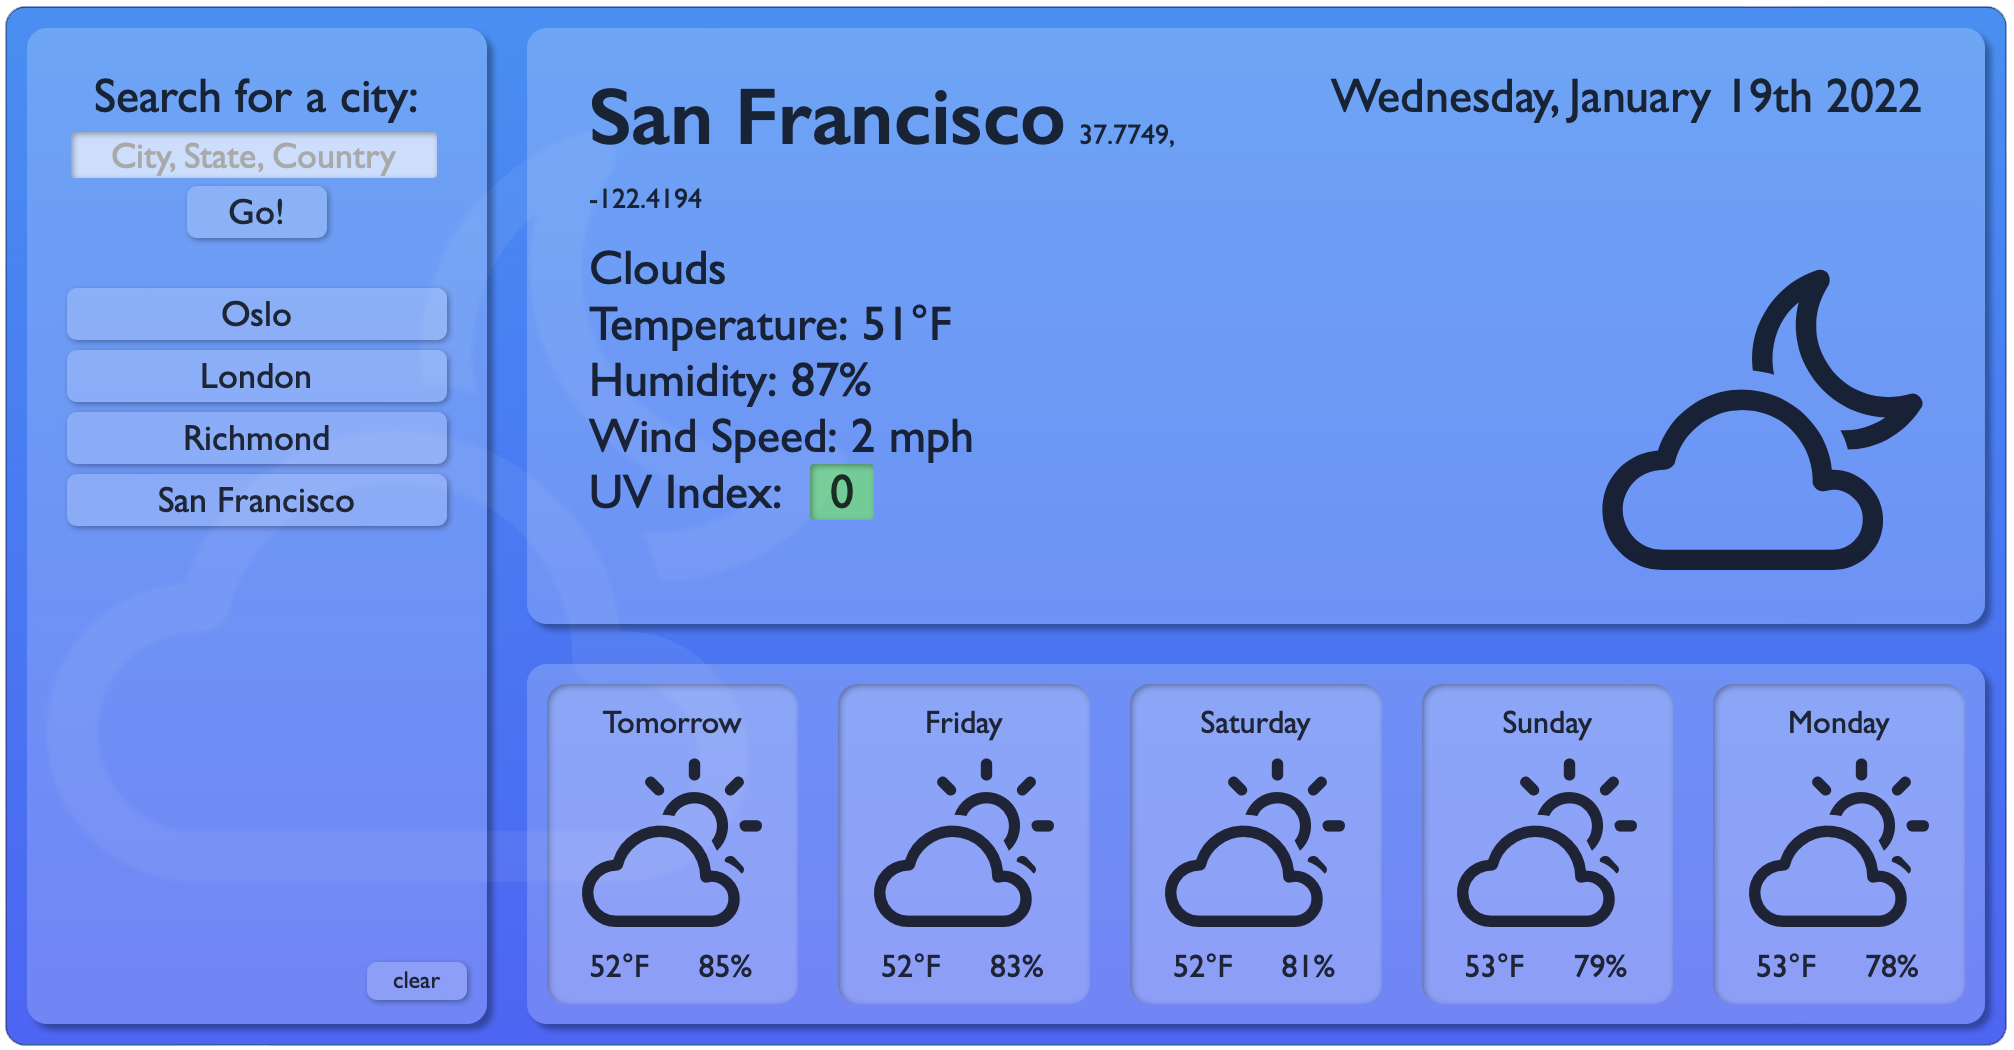 Search for a city:
City, State, Country
Go!
Oslo
London
Richmond
San Francisco
clear
San Francisco 37.7749,
-122.4194
Wednesday, January 19th 2022
Clouds
Temperature: 51°F
Humidity: 87%
Wind Speed: 2 mph
UV Index: 0
Tomorrow
52°F 85%
Friday
52°F 83%
Saturday
52°F 81%
Sunday
53°F 79%
Monday
53°F 78%